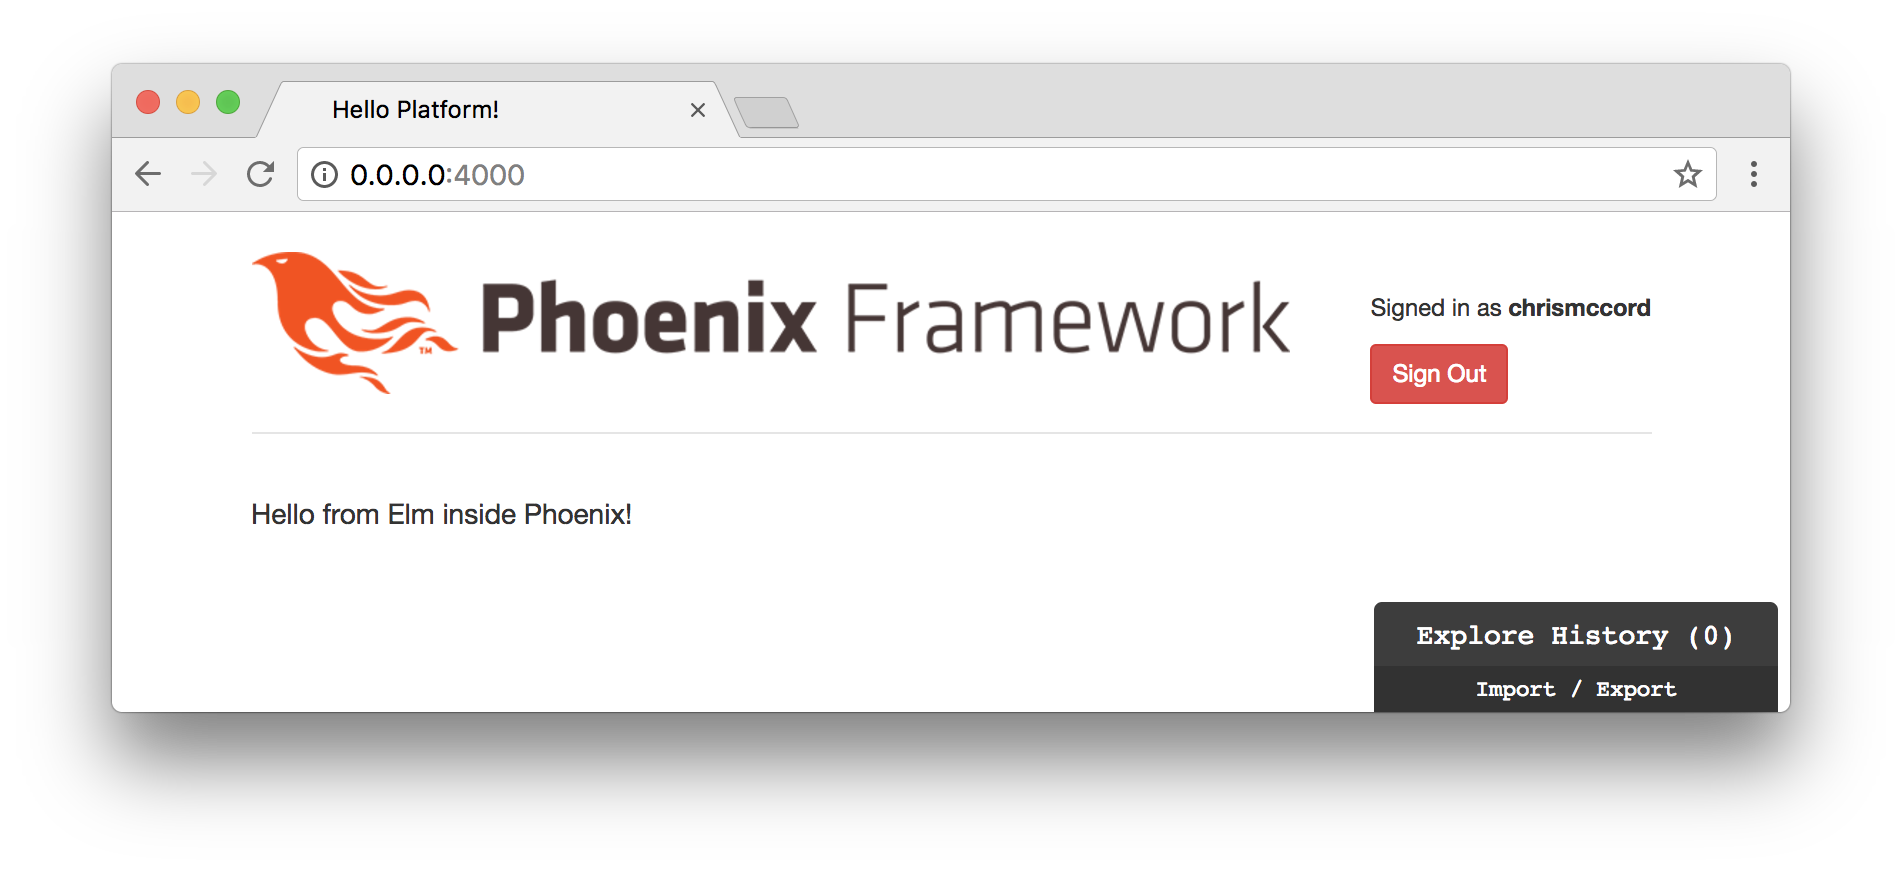 Hello Platform!
0.0.0.0:4000
Phoenix Framework
TM
Signed in as chrismccord
Sign Out
Hello from Elm inside Phoenix!
Explore History (0)
Import / Export